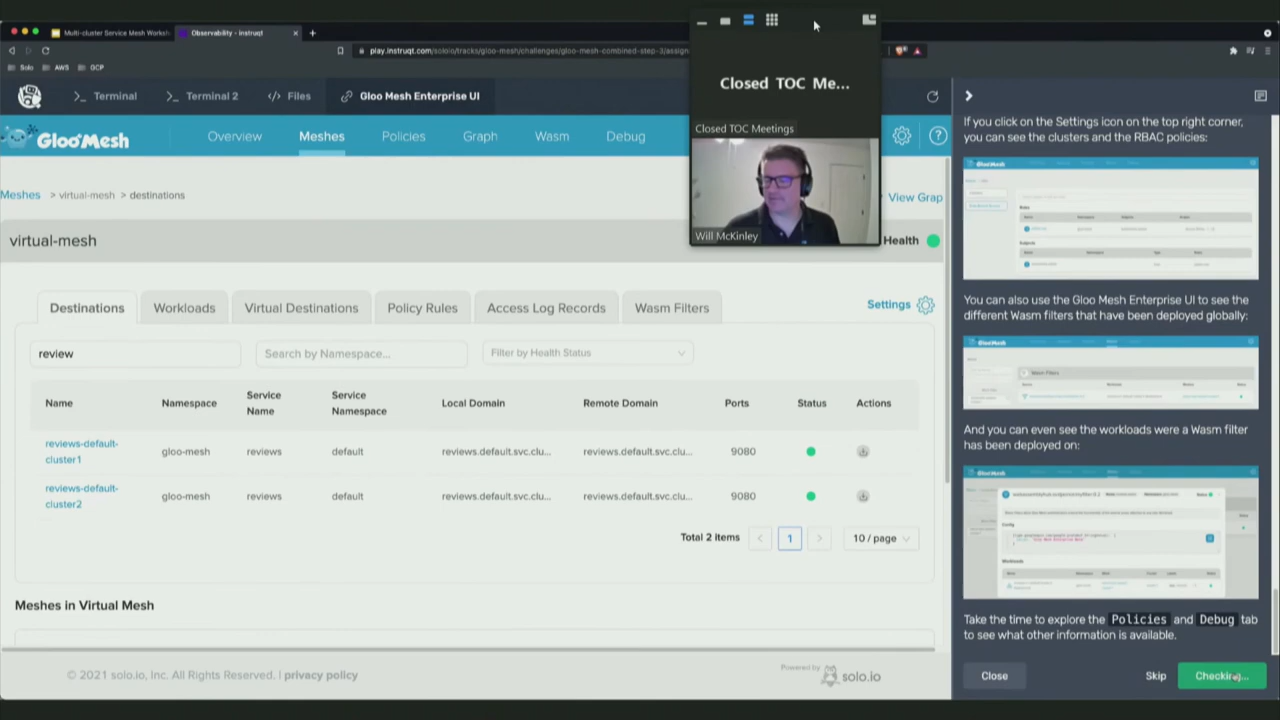 Multi-cluster Service Mesh Worksh
Observability - instruqt
play.instruqt.com/soloio/tracks/gloo-mesh/challenges/gloo-mesh-combined-step-3/assign
Solo
AWS
GCP
Terminal
Terminal 2
Files
Gloo Mesh Enterprise UI
Closed TOC Me...
Closed TOC Meetings
Will McKinley
GlooMesh
Overview
Meshes
Policies
Graph
Wasm
Debug
Meshes > virtual-mesh > destinations
View Grap
virtual-mesh
Health
Destinations
Workloads
Virtual Destinations
Policy Rules
Access Log Records
Wasm Filters
Settings
review
Search by Namespace...
Filter by Health Status
Name Namespace Service Name Service Namespace Local Domain Remote Domain Ports Status Actions
reviews-default-cluster1 gloo-mesh reviews default reviews.default.svc.clu... reviews.default.svc.clu... 9080
reviews-default-cluster2 gloo-mesh reviews default reviews.default.svc.clu... reviews.default.svc.clu... 9080
Total 2 items
1
10 / page
Meshes in Virtual Mesh
© 2021 solo.io, Inc. All Rights Reserved. | privacy policy
Powered by
solo.io
If you click on the Settings icon on the top right corner,
you can see the clusters and the RBAC policies:
You can also use the Gloo Mesh Enterprise UI to see the
different Wasm filters that have been deployed globally:
And you can even see the workloads were a Wasm filter
has been deployed on:
Take the time to explore the Policies and Debug tab
to see what other information is available.
Close
Skip
Checking...